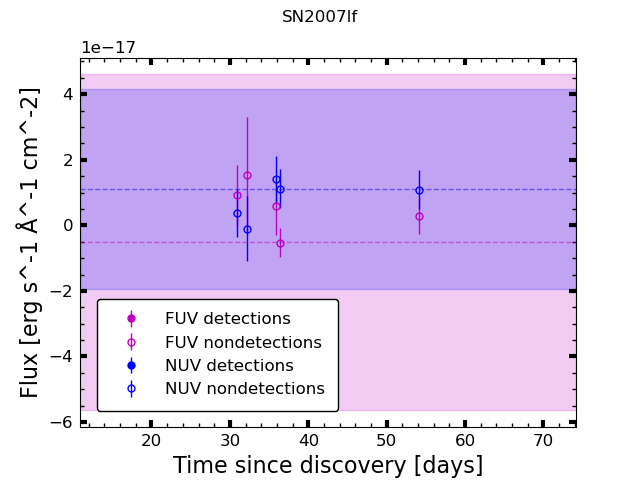 SN2007If
1e−17
Flux [erg s^-1 Å^-1 cm^-2]
4
2
0
−2
−4
−6
FUV detections
FUV nondetections
NUV detections
NUV nondetections
20 30 40 50 60 70
Time since discovery [days]